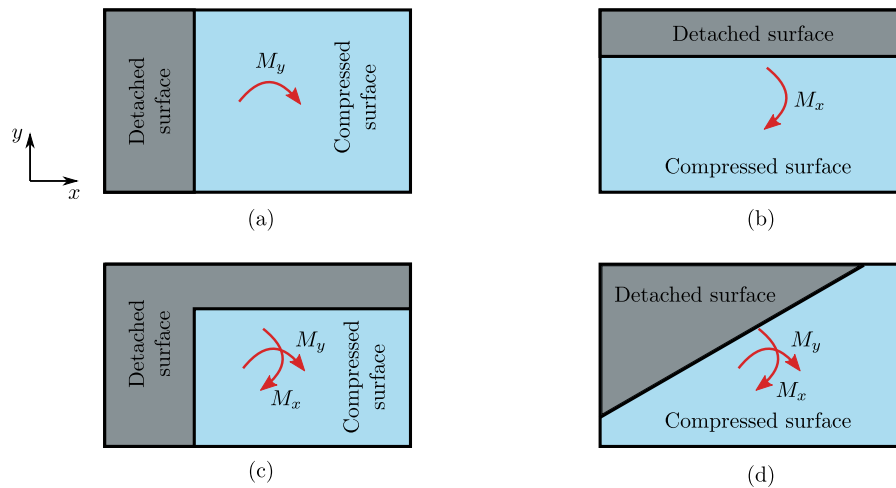 Detached
surface
M_y
Compressed
surface
(a)
Detached surface
M_x
Compressed surface
(b)
y
x
Detached
surface
M_y
M_x
Compressed
surface
(c)
Detached surface
M_y
M_x
Compressed surface
(d)